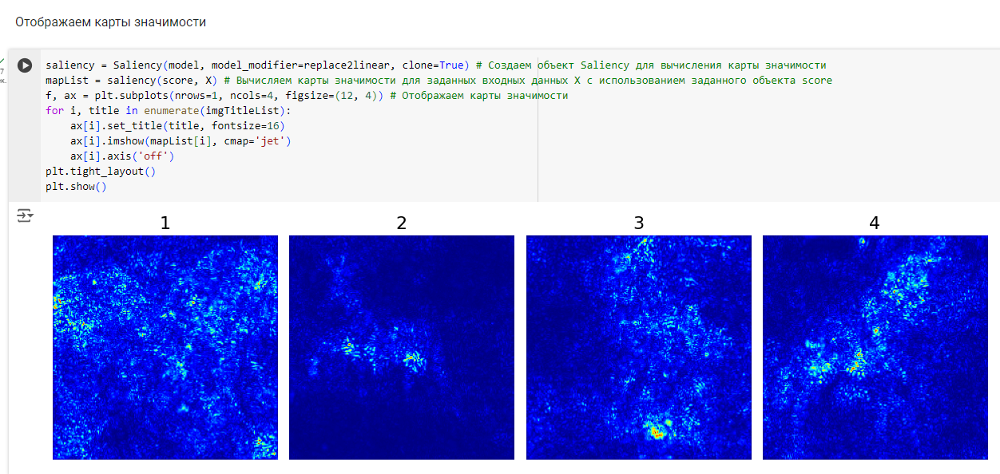 Отображаем карты значимости
saliency = Saliency(model, model_modifier=replace2linear, clone=True) # Создаем объект Saliency для вычисления карты значимости
7
mapList = saliency(score, X) # Вычисляем карты значимости для заданных входных данных X с использованием заданного объекта score
ек.
f, ax = plt.subplots(nrows=1, ncols=4, figsize=(12, 4)) # Отображаем карты значимости
for i, title in enumerate(imgTitleList):
    ax[i].set_title(title, fontsize=16)
    ax[i].imshow(mapList[i], cmap='jet')
    ax[i].axis('off')
plt.tight_layout()
plt.show()
1 2 3 4